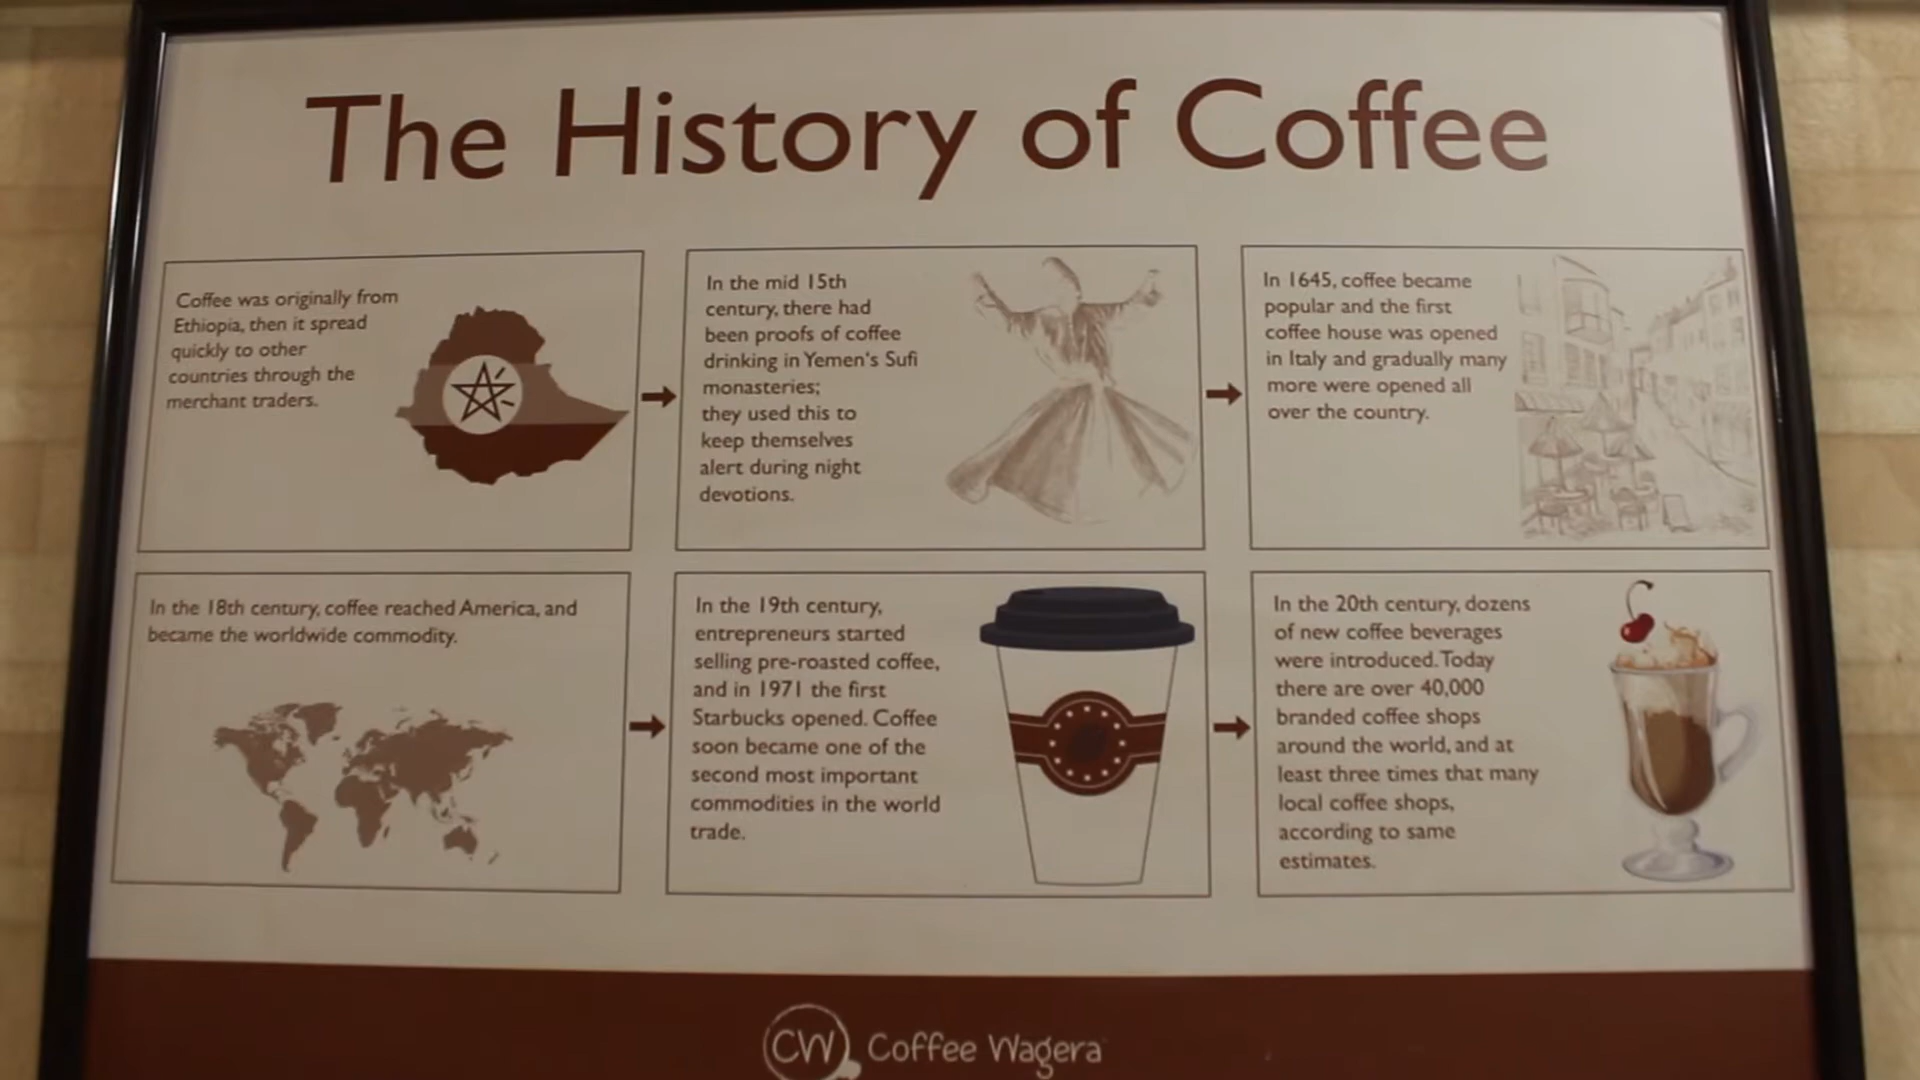 The History of Coffee
Coffee was originally from
Ethiopia, then it spread
quickly to other
countries through the
merchant traders.
In the mid 15th
century, there had
been proofs of coffee
drinking in Yemen's Sufi
monasteries;
they used this to
keep themselves
alert during night
devotions.
In 1645, coffee became
popular and the first
coffee house was opened
in Italy and gradually many
more were opened all
over the country.
In the 18th century, coffee reached America, and
became the worldwide commodity.
In the 19th century,
entrepreneurs started
selling pre-roasted coffee,
and in 1971 the first
Starbucks opened. Coffee
soon became one of the
second most important
commodities in the world
trade.
In the 20th century, dozens
of new coffee beverages
were introduced. Today
there are over 40,000
branded coffee shops
around the world, and at
least three times that many
local coffee shops,
according to same
estimates.
CW Coffee Wagera